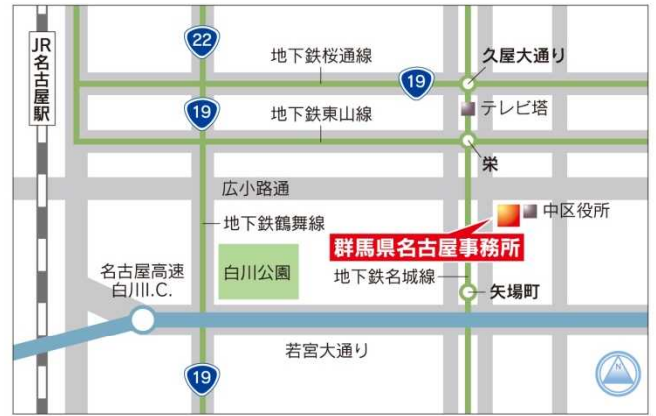 JR名古屋駅
22
地下鉄桜通線
19
久屋大通り
19
地下鉄東山線
テレビ塔
栄
広小路通
中区役所
地下鉄鶴舞線
群馬県名古屋事務所
名古屋高速
白川I.C.
白川公園
地下鉄名城線
矢場町
若宮大通り
19
N